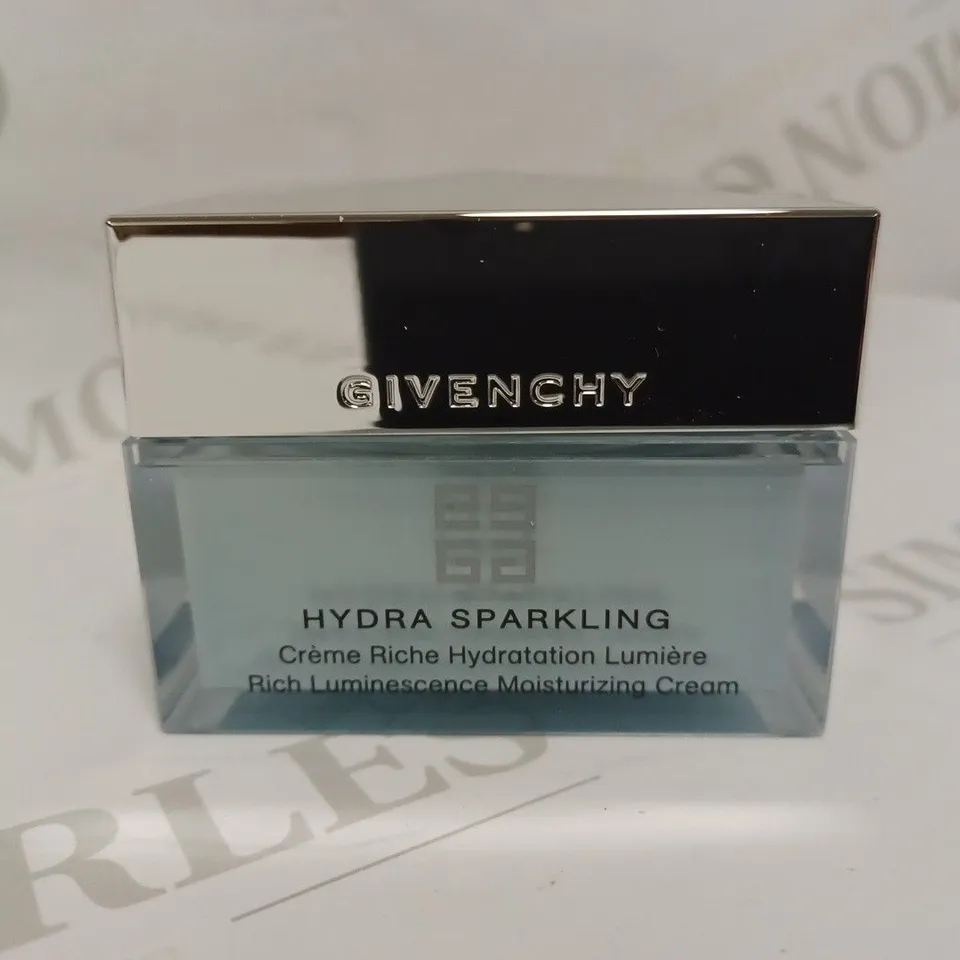 GIVENCHY
HYDRA SPARKLING
Crème Riche Hydratation Lumière
Rich Luminescence Moisturizing Cream